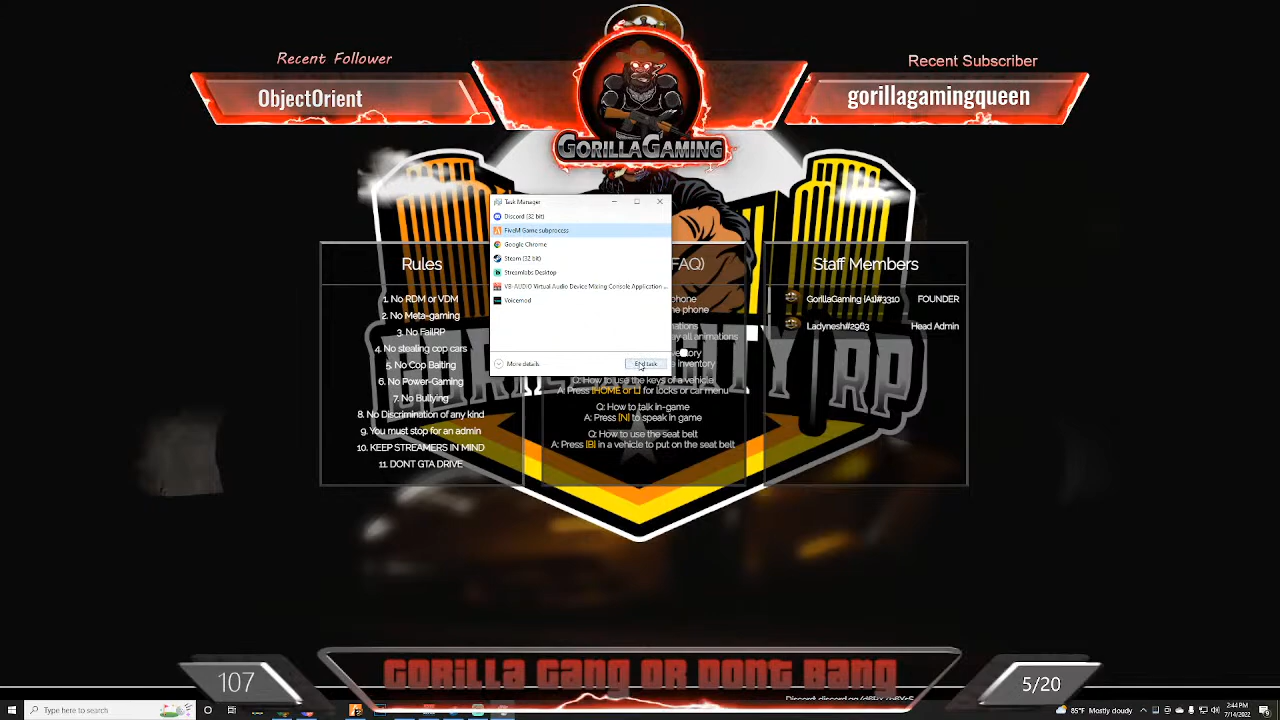 Recent Follower
ObjectOrient
Recent Subscriber
gorillagamingqueen
GORILLAGAMING
Task Manager
Discord (32 bit)
FiveM Game subprocess
Google Chrome
Steam (32 bit)
Streamlabs Desktop
VB-AUDIO Virtual Audio Device Mixing Console Application ...
Voicemod
More details
End task
Rules
1. No RDM or VDM
2. No Meta-gaming
3. No FailRP
4. No stealing cop cars
5. No Cop Baiting
6. No Power-Gaming
7. No Bullying
8. No Discrimination of any kind
9. You must stop for an admin
10. KEEP STREAMERS IN MIND
11. DONT GTA DRIVE
FAQ)
phone
phone
all animations
inventory
Q: How to use the keys of a vehicle
A: Press [HOME or L] for locks or car menu
Q: How to talk in-game
A: Press [N] to speak in game
Q: How to use the seat belt
A: Press [B] in a vehicle to put on the seat belt
Staff Members
GorillaGaming [A1]#3310 FOUNDER
Ladynesh#2963 Head Admin
CITY RP
GORILLA GANG OR DONT BANG
107
5/20
Type here to search
85°F Mostly cloudy
2:44 PM
7/14/2022